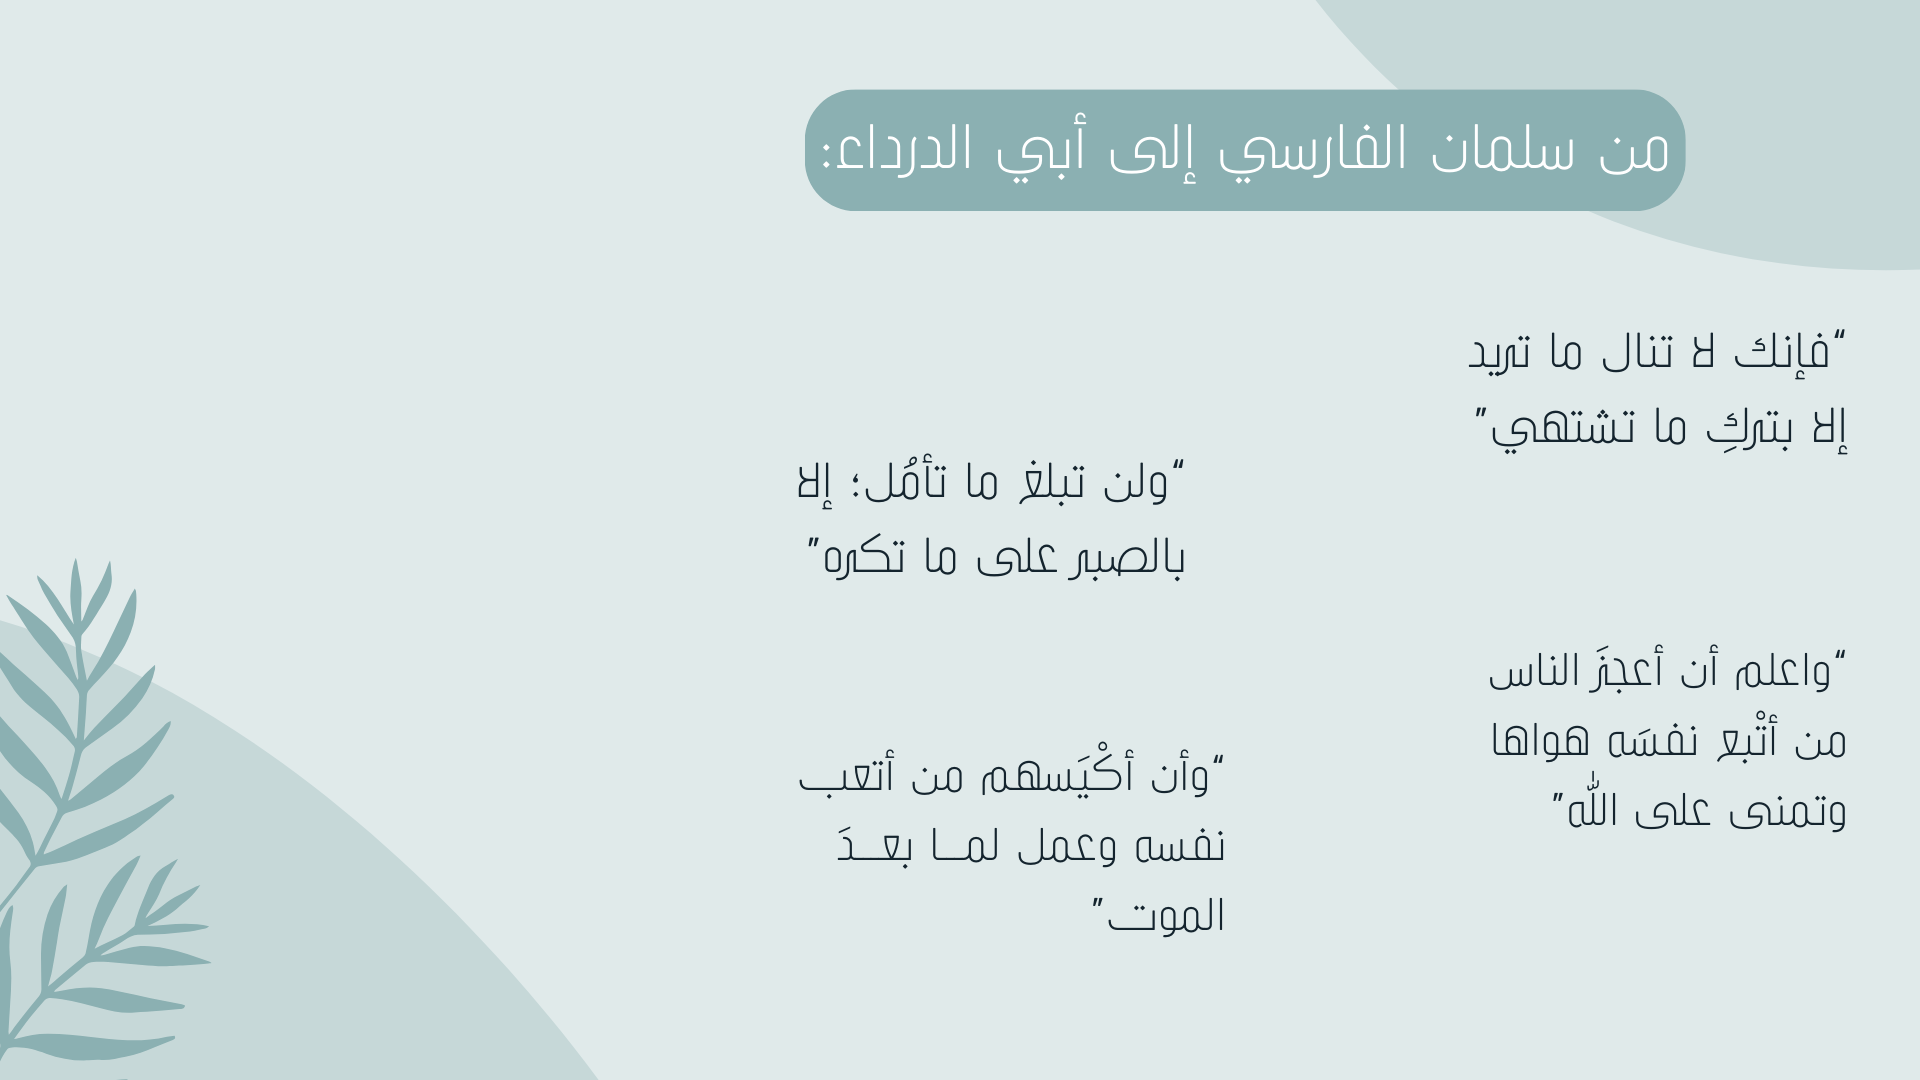 من سلمان الفارسي إلى أبي الدرداء:
“فإنك لا تنال ما تريد
إلا بتركِ ما تشتهي”
“ولن تبلغ ما تأمُل؛ إلا
بالصبر على ما تكره”
“واعلم أن أعجزَ الناس
من أتْبع نفسَه هواها
وتمنى على الله”
“وأن أكْيَسهم من أتعب
نفسه وعمل لمـا بعـدَ
الموت”